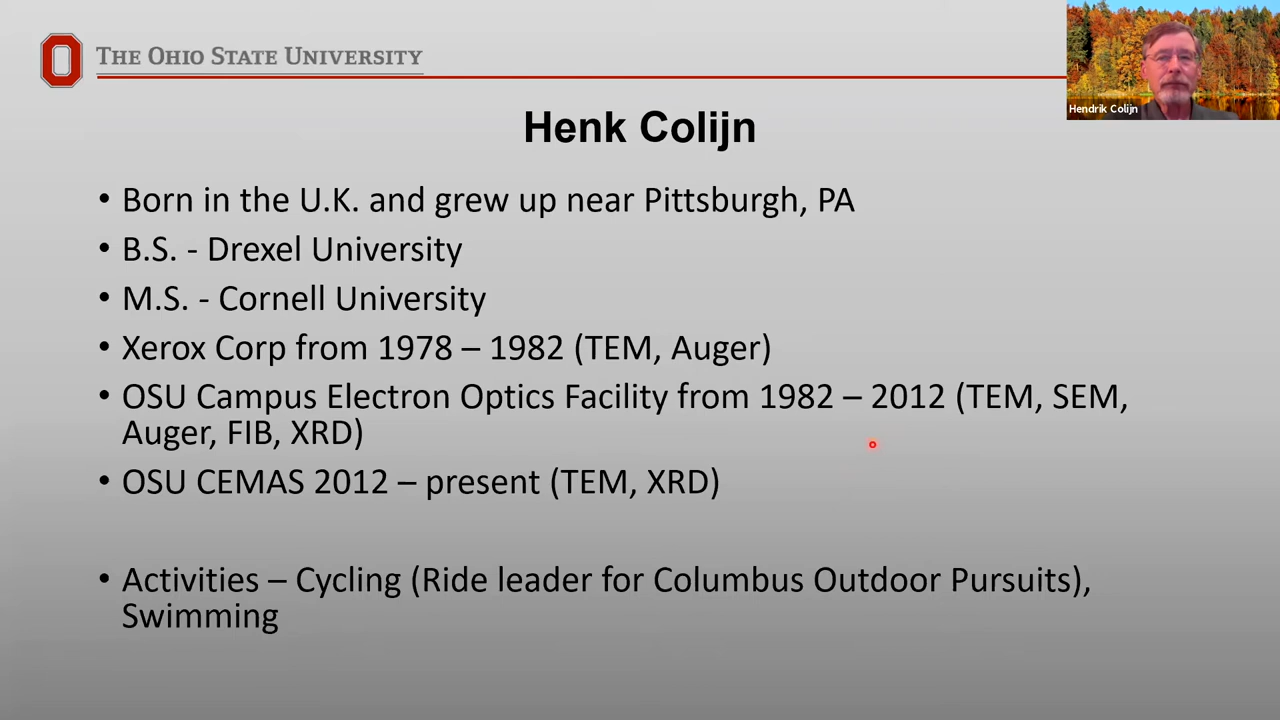 THE OHIO STATE UNIVERSITY
Hendrik Colijn
Henk Colijn
• Born in the U.K. and grew up near Pittsburgh, PA
• B.S. - Drexel University
• M.S. - Cornell University
• Xerox Corp from 1978 – 1982 (TEM, Auger)
• OSU Campus Electron Optics Facility from 1982 – 2012 (TEM, SEM,
Auger, FIB, XRD)
• OSU CEMAS 2012 – present (TEM, XRD)
• Activities – Cycling (Ride leader for Columbus Outdoor Pursuits),
Swimming